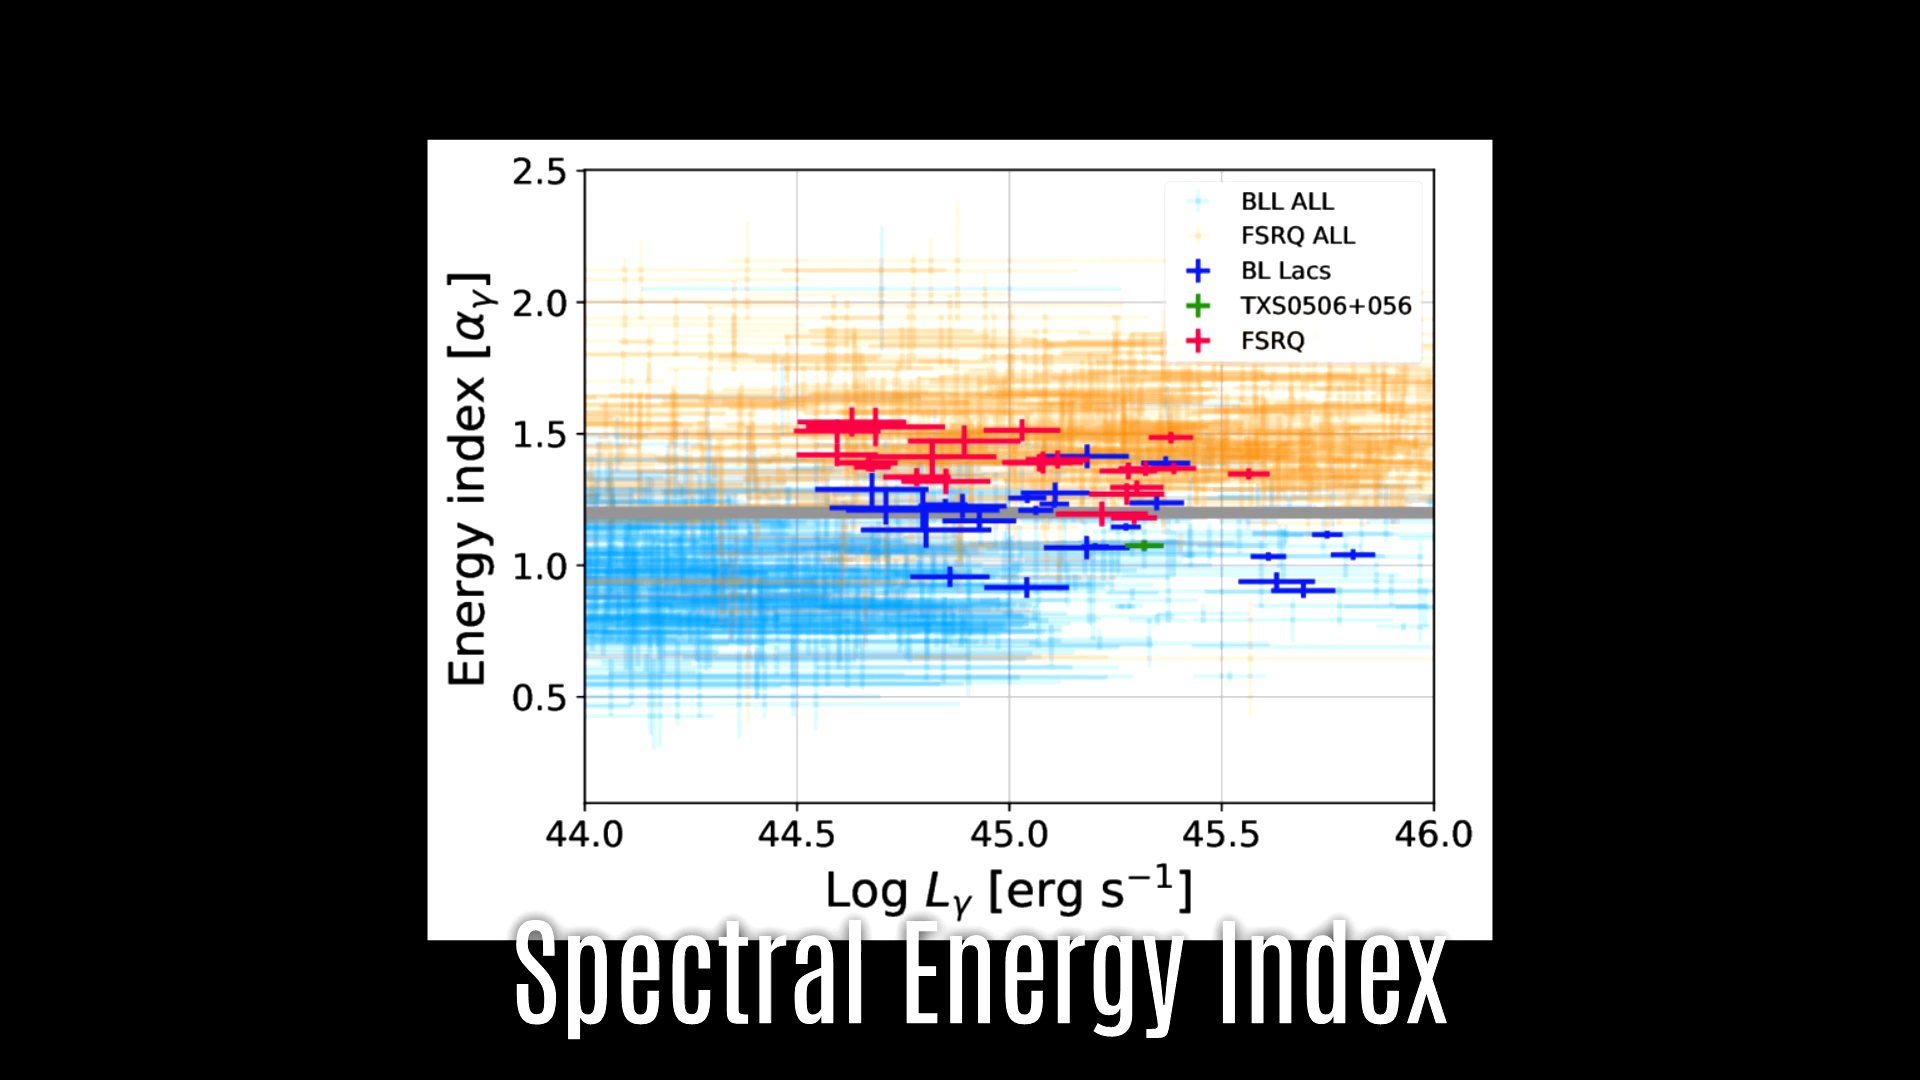 2.5
2.0
1.5
1.0
0.5
Energy index [αγ]
BLL ALL
FSRQ ALL
BL Lacs
TXS0506+056
FSRQ
44.0 44.5 45.0 45.5 46.0
Log Lγ [erg s⁻¹]
Spectral Energy Index